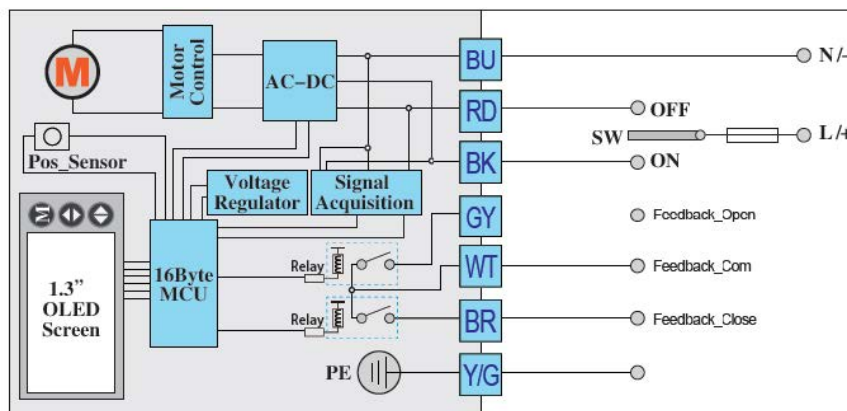 M
Motor
Control
AC-DC
BU
N/-
RD
OFF
SW
L/+
Pos_Sensor
BK
ON
Voltage
Regulator
Signal
Acquisition
GY
Feedback_Open
M
1.3”
OLED
Screen
16Byte
MCU
Relay
WT
Feedback_Com
Relay
BR
Feedback_Close
PE
Y/G